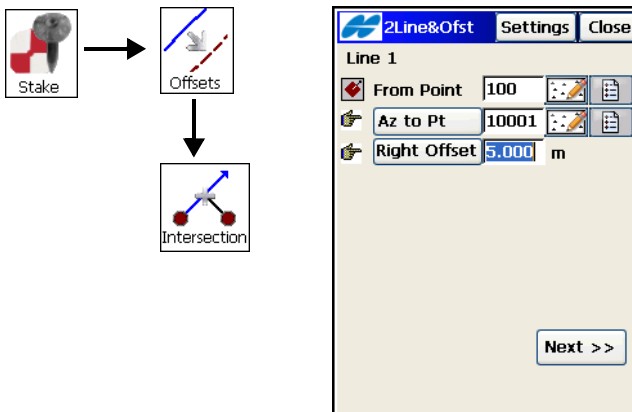 Stake
Offsets
Intersection
2Line&Ofst Settings Close
Line 1
From Point 100
Az to Pt 10001
Right Offset 5.000 m
Next >>